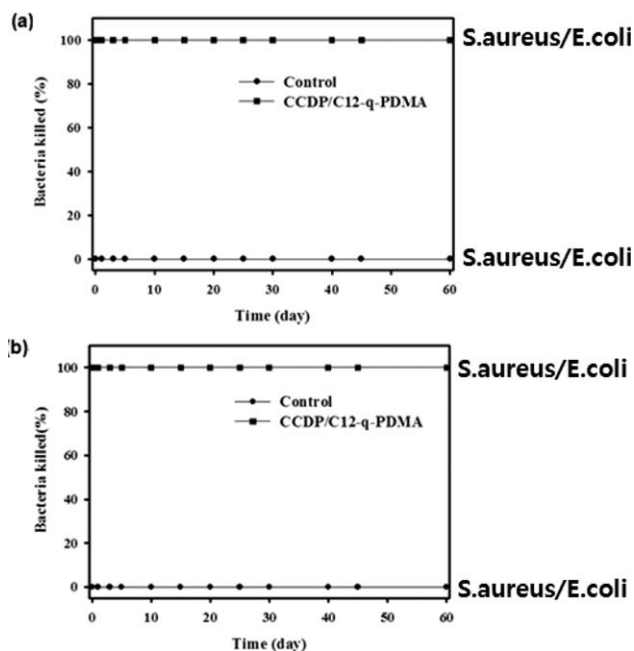 (a)
100
80
60
40
20
0
Bacteria killed (%)
Control
CCDP/C12-q-PDMA
S.aureus/E.coli
S.aureus/E.coli
0 10 20 30 40 50 60
Time (day)
(b)
100
80
60
40
20
0
Bacteria killed(%)
Control
CCDP/C12-q-PDMA
S.aureus/E.coli
S.aureus/E.coli
0 10 20 30 40 50 60
Time (day)